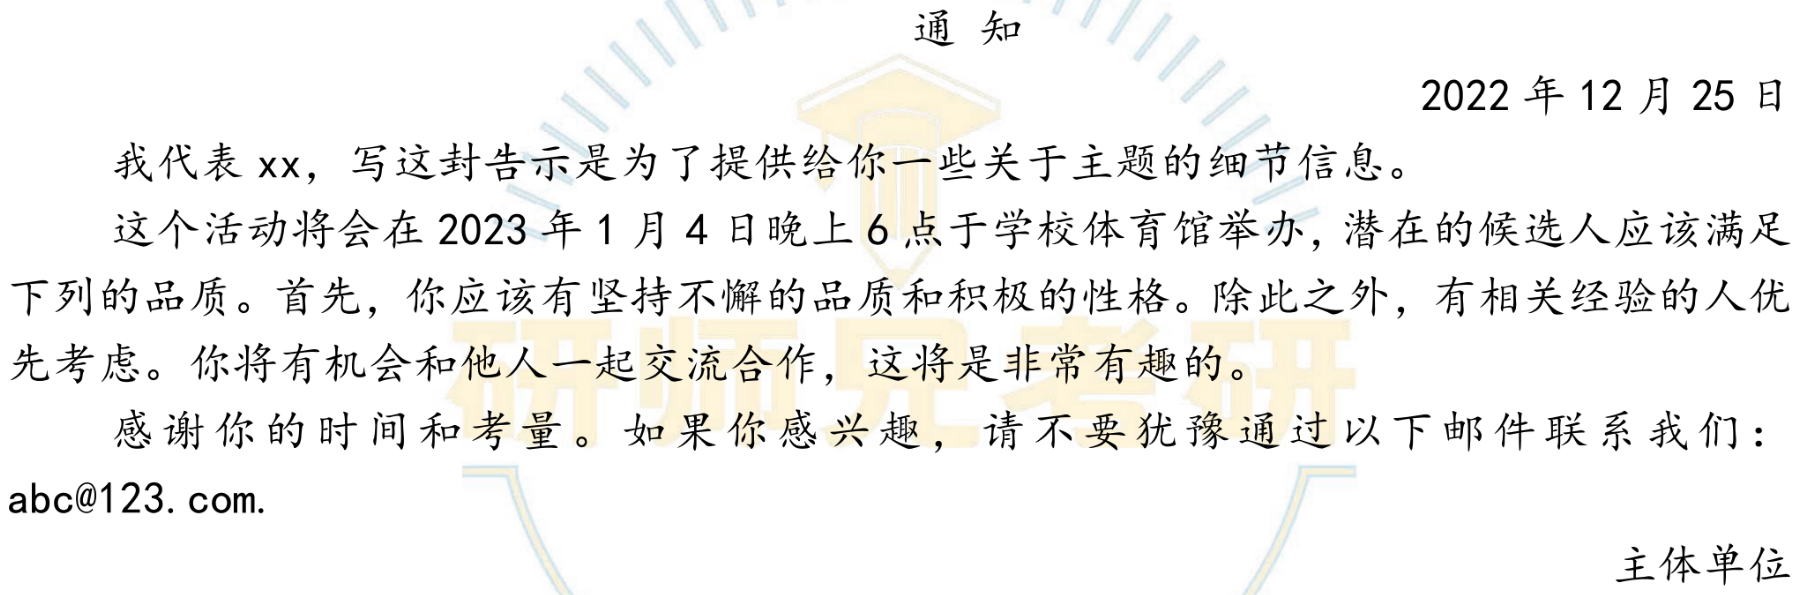 通 知
2022 年 12 月 25 日
我代表 xx，写这封告示是为了提供给你一些关于主题的细节信息。
这个活动将会在 2023 年 1 月 4 日晚上 6 点于学校体育馆举办，潜在的候选人应该满足
下列的品质。首先，你应该有坚持不懈的品质和积极的性格。除此之外，有相关经验的人优
先考虑。你将有机会和他人一起交流合作，这将是非常有趣的。
研师兄考研
感谢你的时间和考量。如果你感兴趣，请不要犹豫通过以下邮件联系我们：
abc@123.com.
主体单位